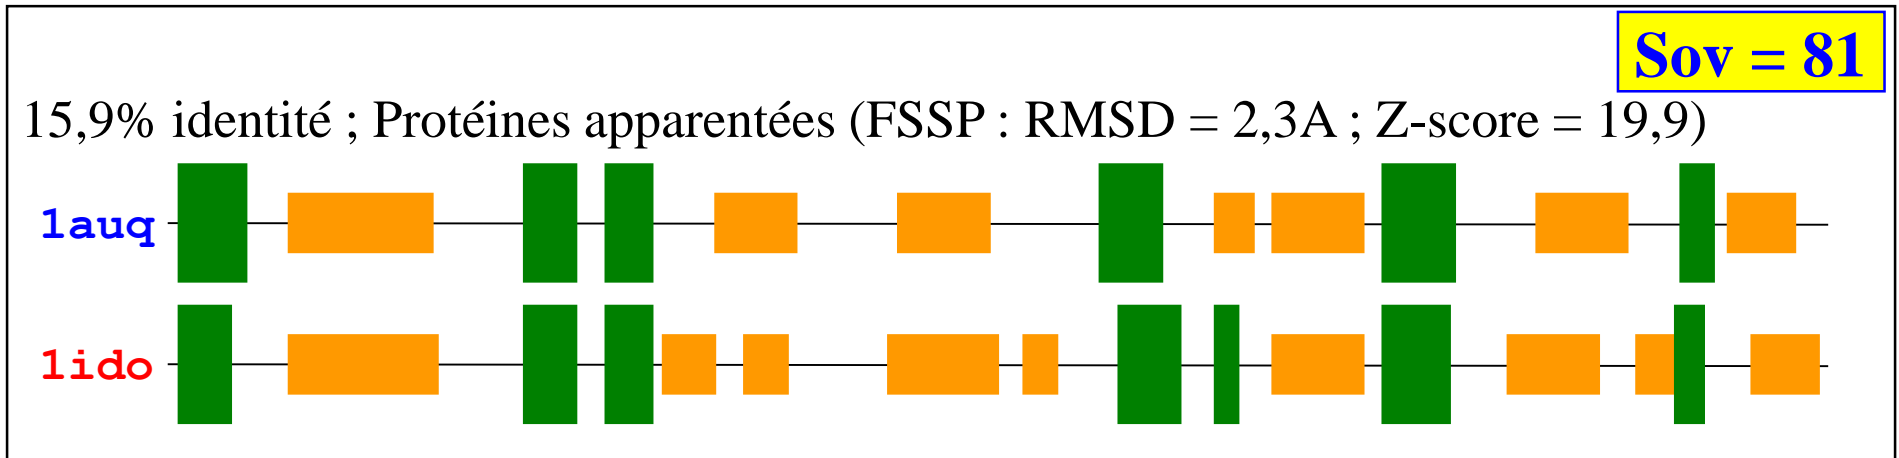 Sov = 81
15,9% identité ; Protéines apparentées (FSSP : RMSD = 2,3A ; Z-score = 19,9)
1auq
1ido